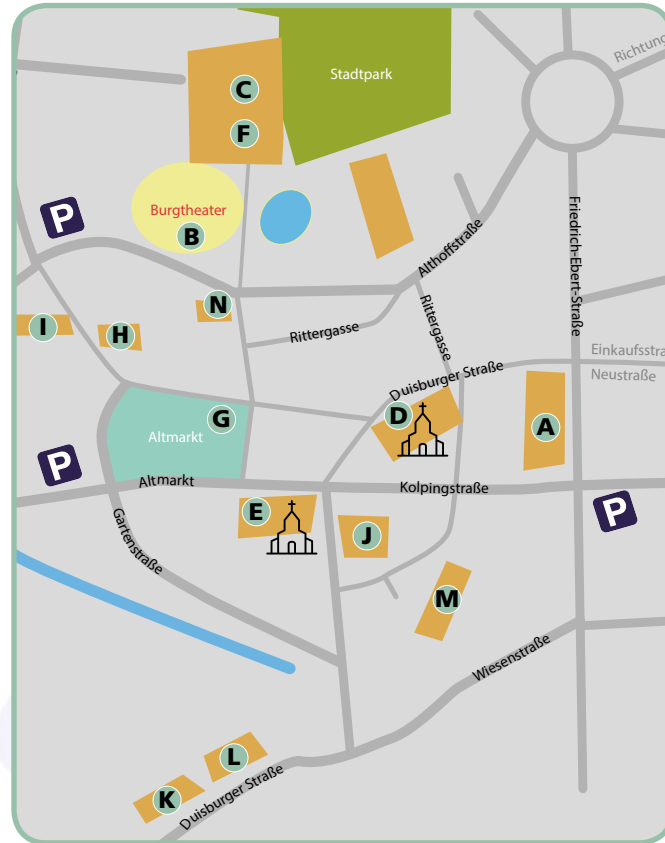 Stadtpark
C
F
Richtung
P
Burgtheater
B
Althoffstraße
Friedrich-Ebert-Straße
N
I
H
Rittergasse
Rittergasse
Einkaufsstra
Neustraße
Duisburger Straße
D
G
Altmarkt
A
P
Altmarkt
Kolpingstraße
P
E
J
Gartenstraße
M
Wiesenstraße
L
K
Duisburger Straße